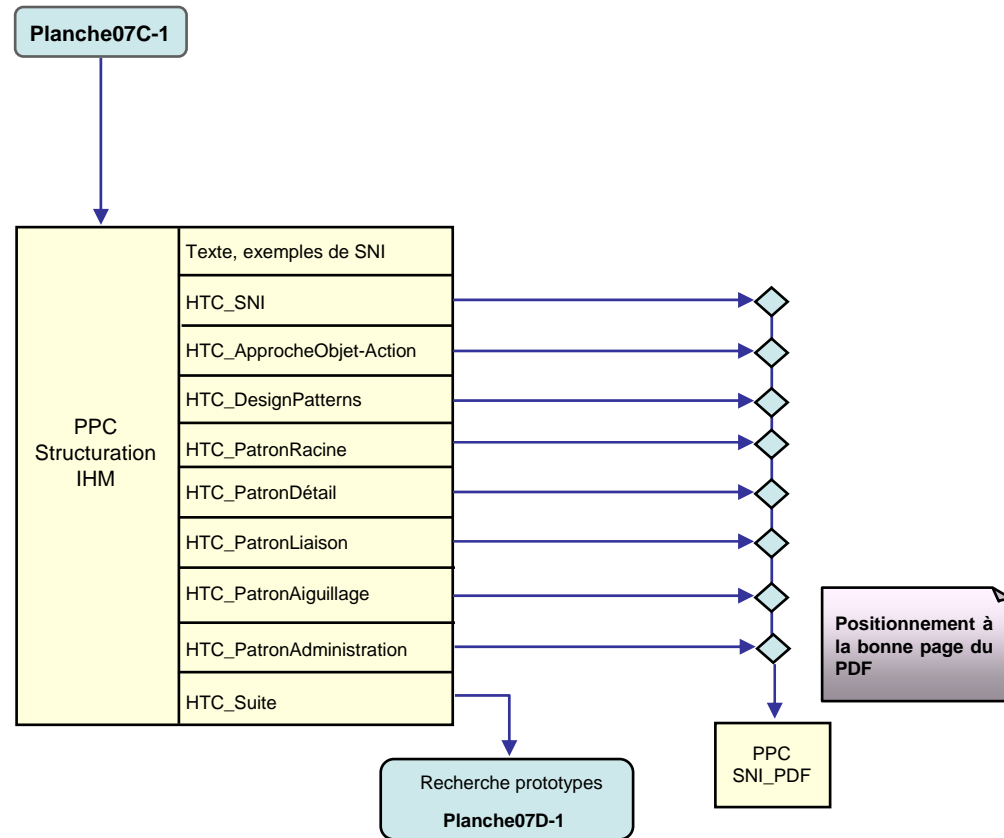 Planche07C-1
PPC
Structuration
IHM
Texte, exemples de SNI
HTC_SNI
HTC_ApprocheObjet-Action
HTC_DesignPatterns
HTC_PatronRacine
HTC_PatronDétail
HTC_PatronLiaison
HTC_PatronAiguillage
HTC_PatronAdministration
HTC_Suite
Positionnement à
la bonne page du
PDF
PPC
SNI_PDF
Recherche prototypes
Planche07D-1